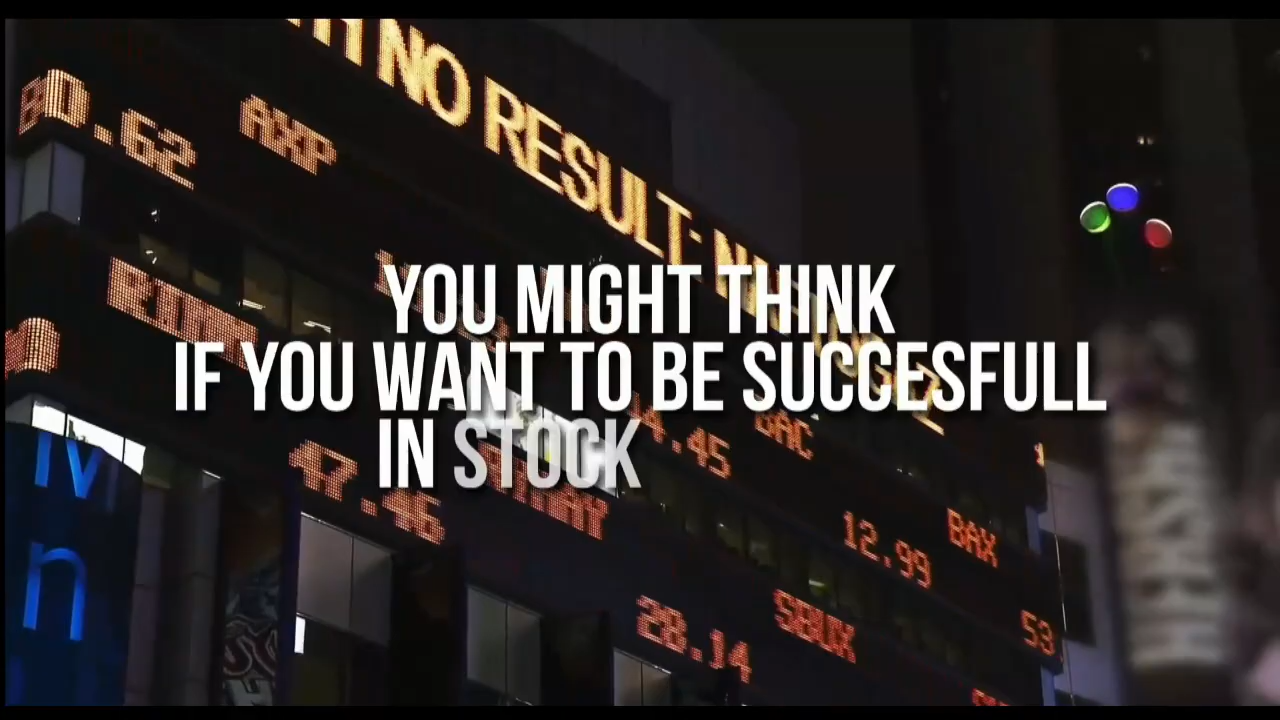 NO RESULT:
80.62
AXP
YOU MIGHT THINK
IF YOU WANT TO BE SUCCESFULL
IN STOCK
14.45
BAC
47.46
12.99
BAX
28.14
SBUX
53
n